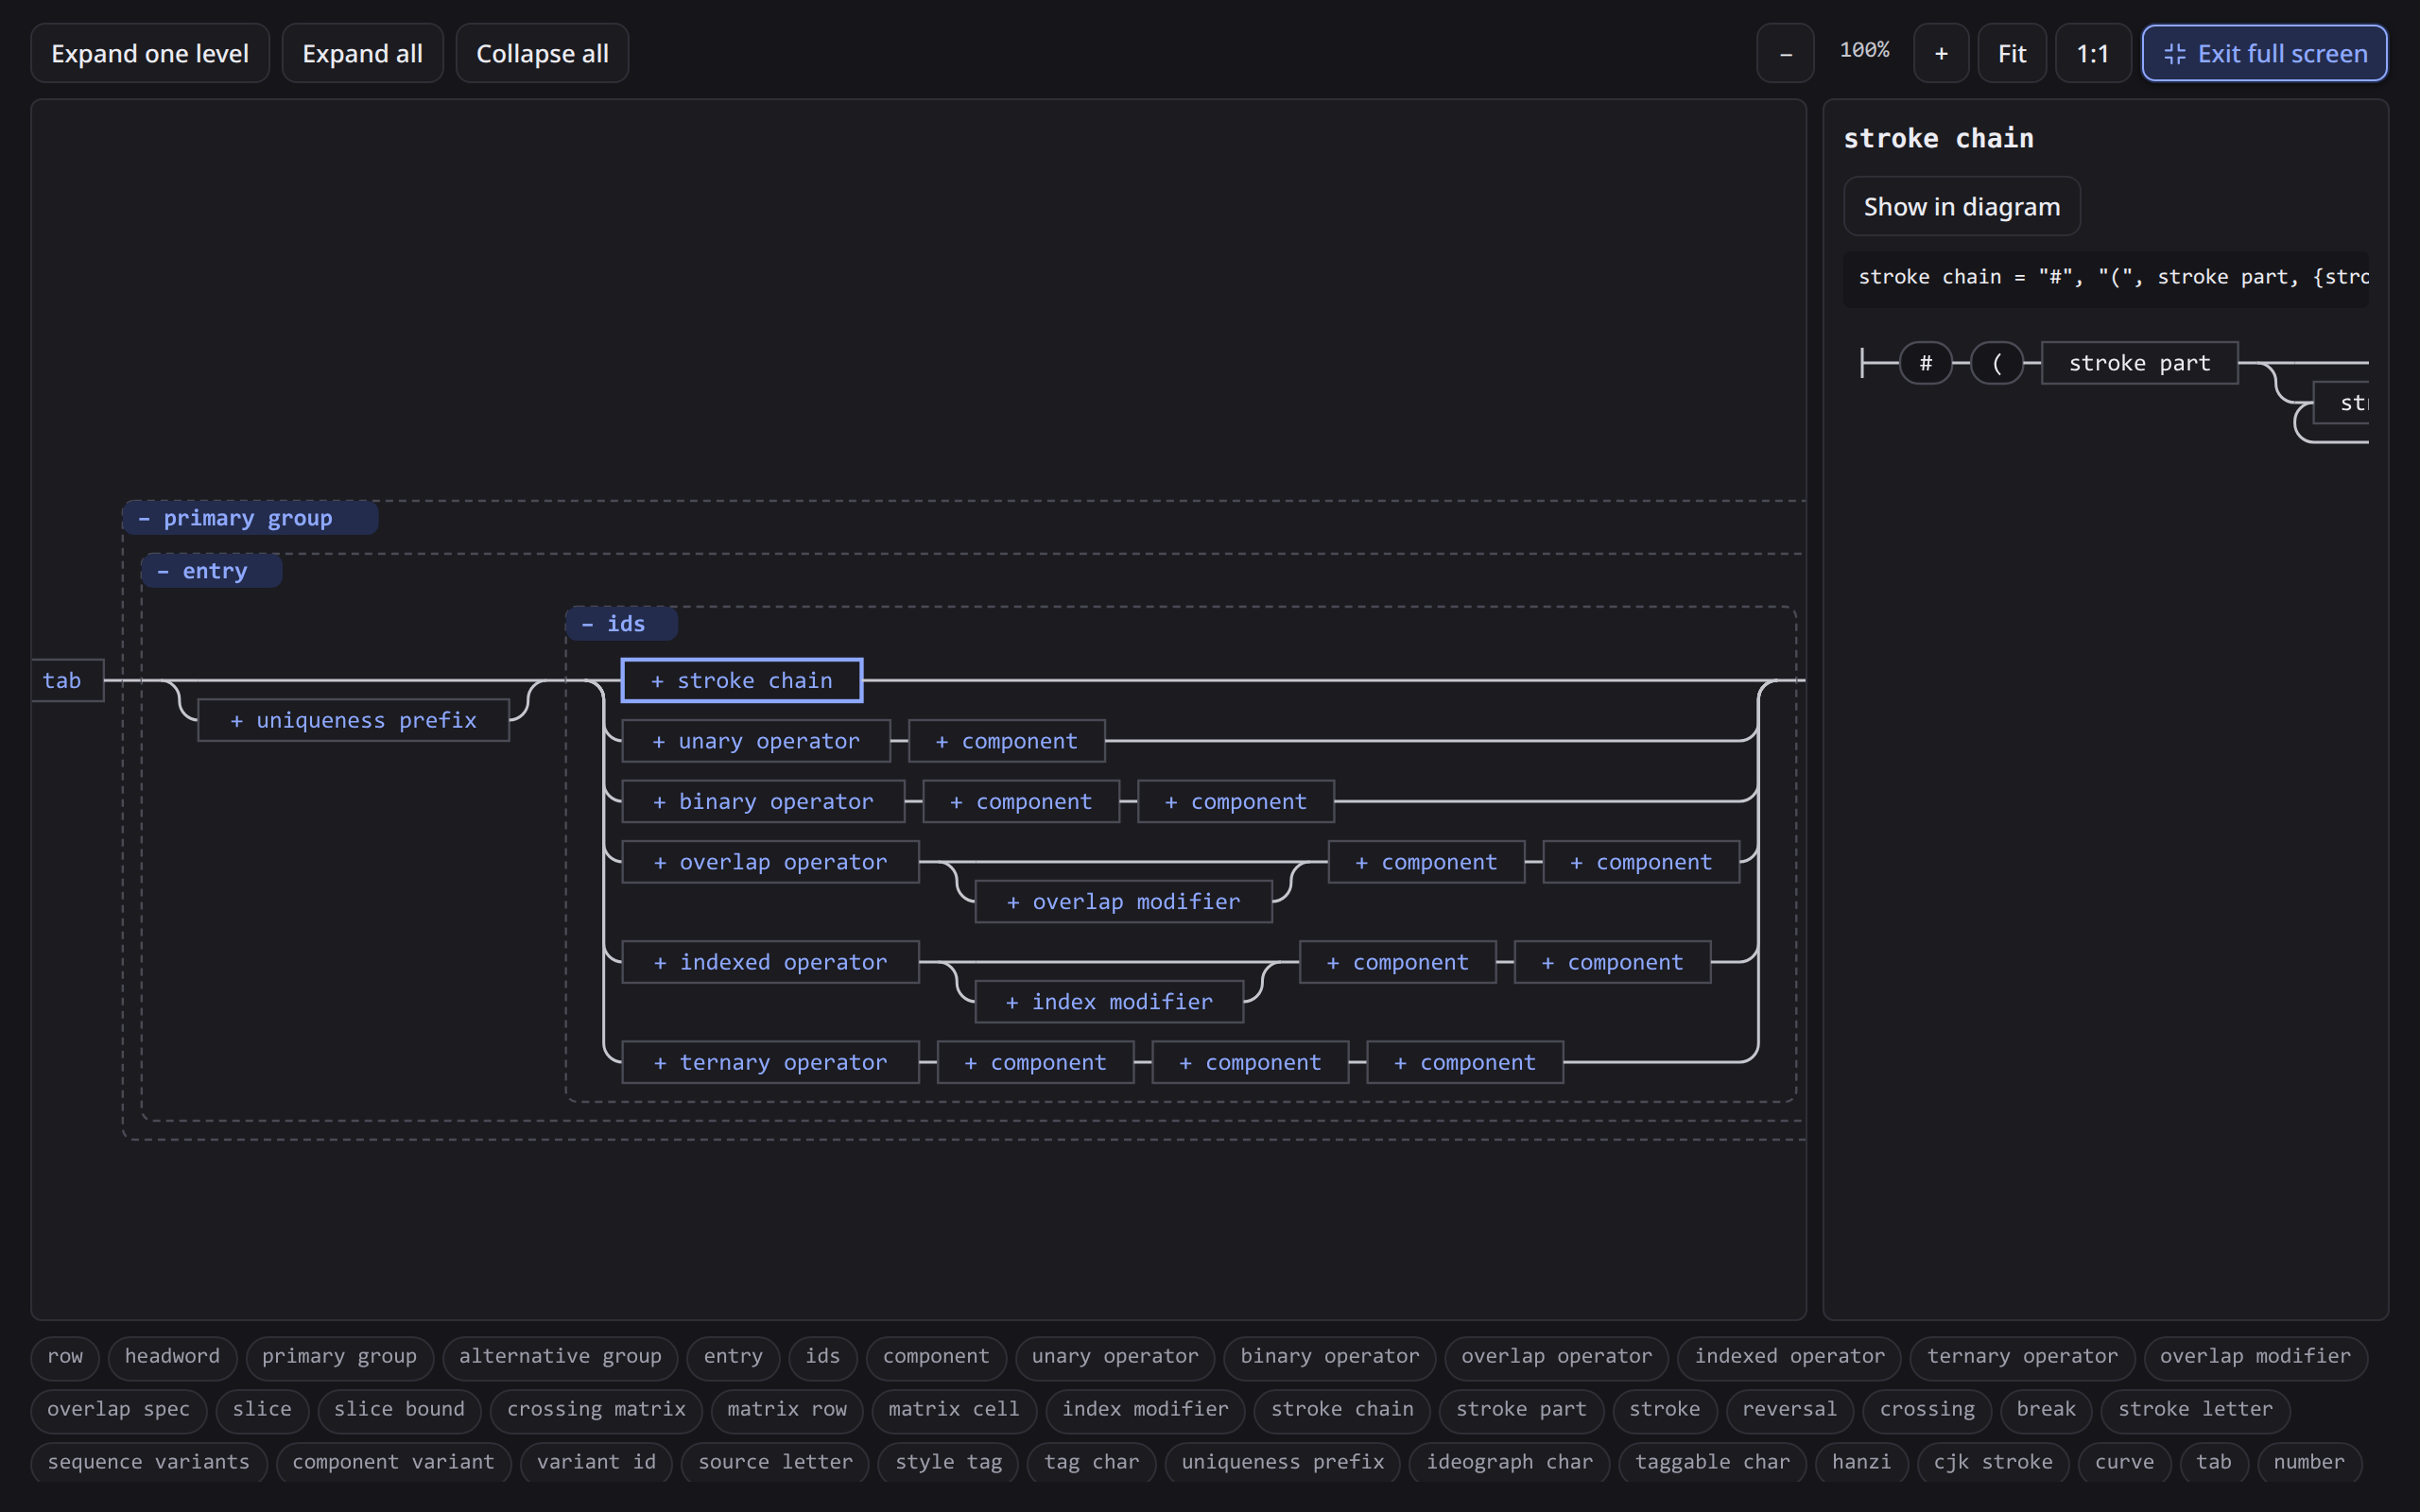 Expand one level Expand all Collapse all – 100% + Fit 1:1 Exit full screen
stroke chain
Show in diagram
stroke chain = "#", "(", stroke part, {stro
# ( stroke part
str
– primary group
– entry
– ids
tab + stroke chain
+ uniqueness prefix
+ unary operator + component
+ binary operator + component + component
+ overlap operator + component + component
+ overlap modifier
+ indexed operator + component + component
+ index modifier
+ ternary operator + component + component + component
row headword primary group alternative group entry ids component unary operator binary operator overlap operator indexed operator ternary operator overlap modifier
overlap spec slice slice bound crossing matrix matrix row matrix cell index modifier stroke chain stroke part stroke reversal crossing break stroke letter
sequence variants component variant variant id source letter style tag tag char uniqueness prefix ideograph char taggable char hanzi cjk stroke curve tab number